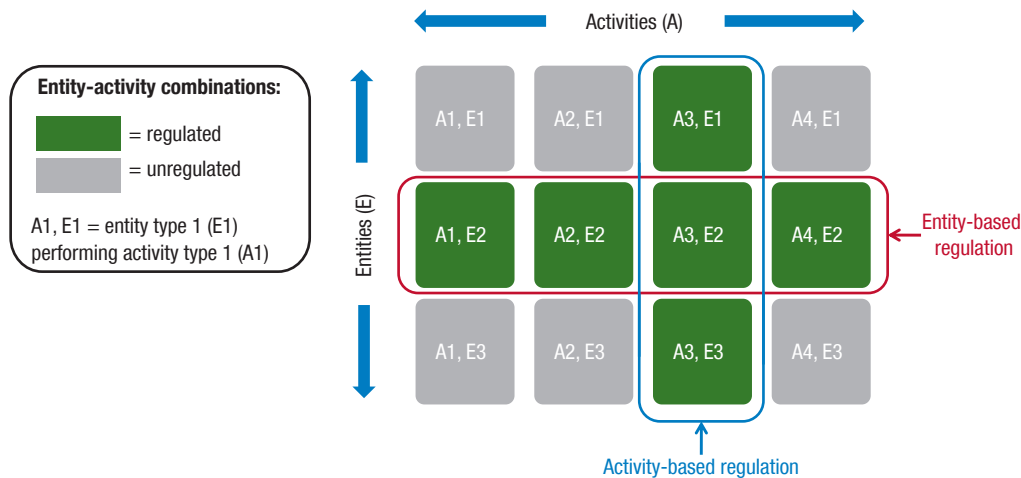 Activities (A)
Entity-activity combinations:
= regulated
= unregulated
A1, E1 = entity type 1 (E1)
performing activity type 1 (A1)
Entities (E)
A1, E1
A2, E1
A3, E1
A4, E1
A1, E2
A2, E2
A3, E2
A4, E2
Entity-based
regulation
A1, E3
A2, E3
A3, E3
A4, E3
Activity-based regulation